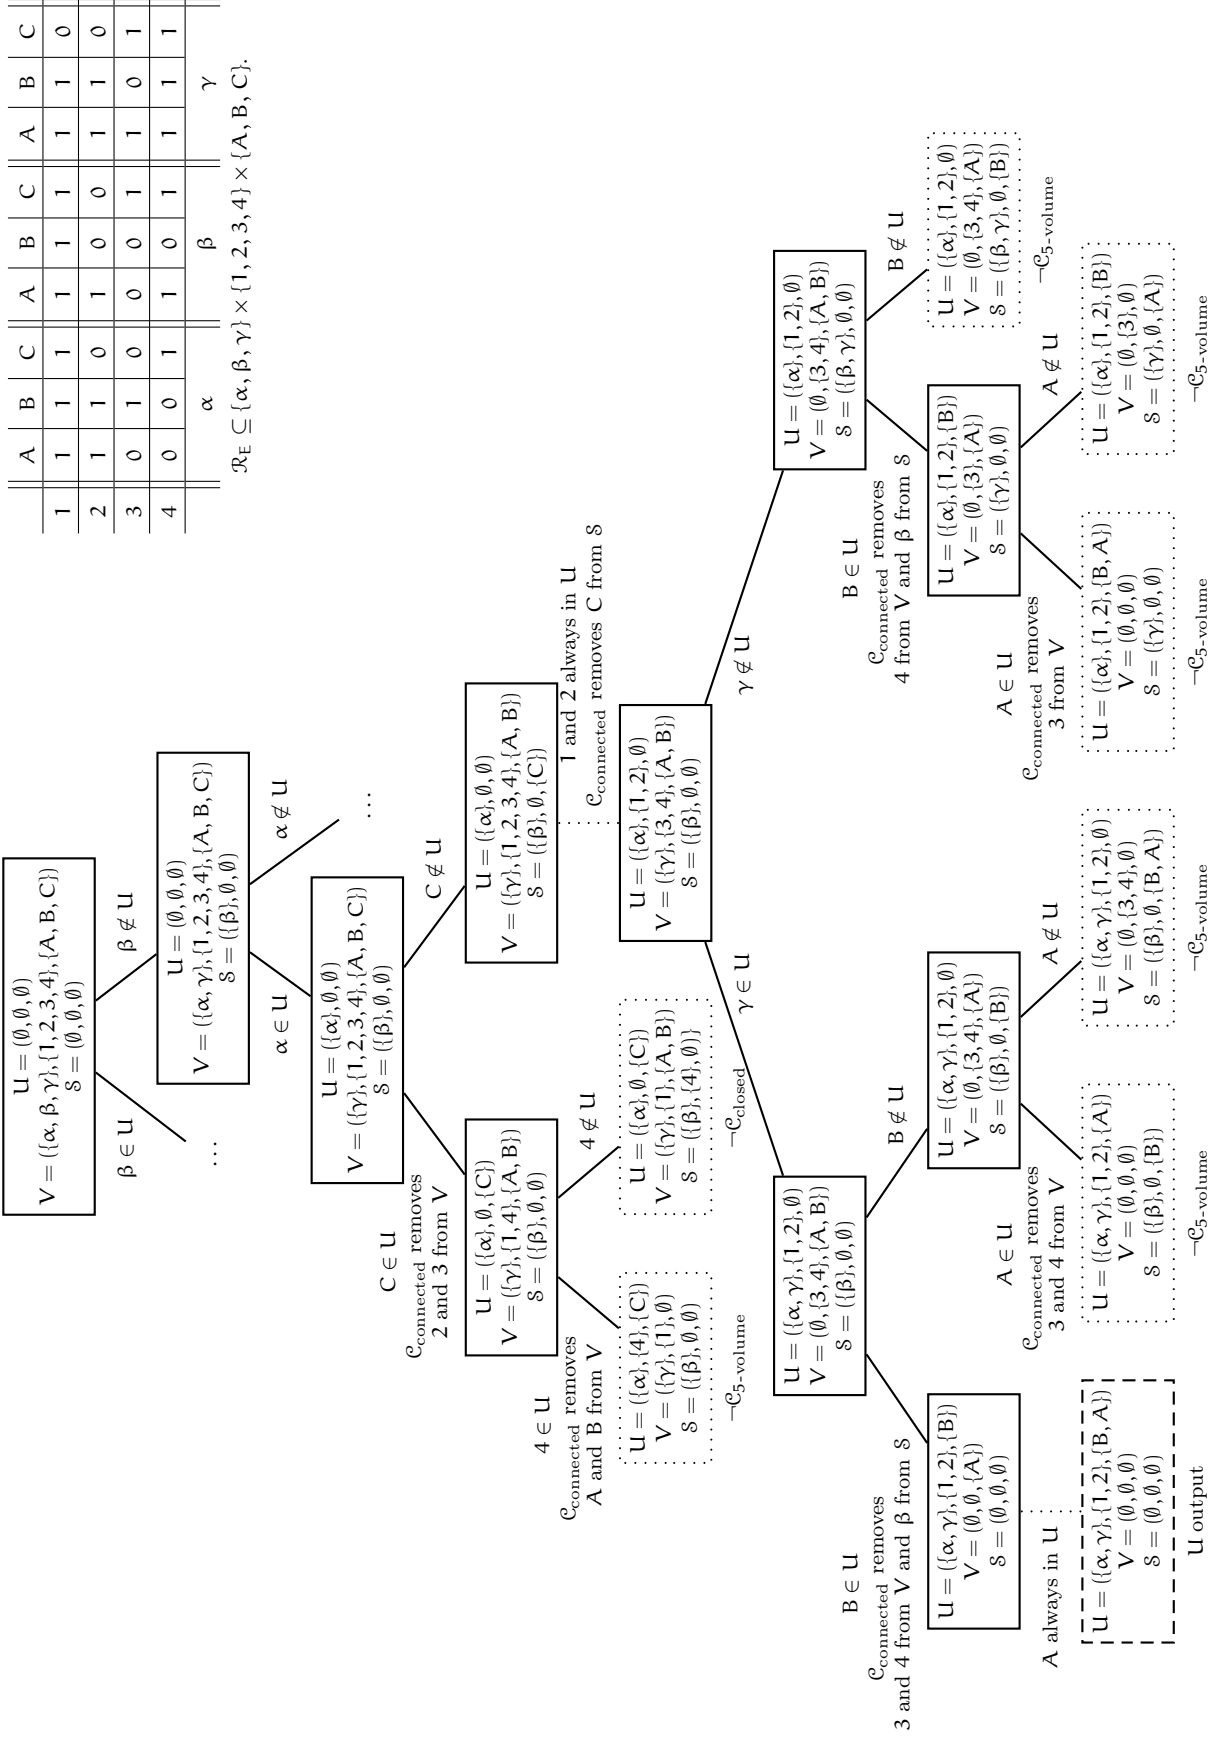 A B C A B C A B C
1 1 1 1 1 1 1 1 1 0
2 1 1 0 1 0 0 1 1 0
3 0 1 0 0 0 1 1 0 1
4 0 0 1 1 0 1 1 1 1
α β γ
ℛ_E ⊆ {α, β, γ} × {1, 2, 3, 4} × {A, B, C}.
U = (∅, ∅, ∅)
V = ({α, β, γ}, {1, 2, 3, 4}, {A, B, C})
S = (∅, ∅, ∅)
β ∈ U
β ∉ U
...
U = (∅, ∅, ∅)
V = ({α, γ}, {1, 2, 3, 4}, {A, B, C})
S = ({β}, ∅, ∅)
α ∈ U
α ∉ U
...
U = ({α}, ∅, ∅)
V = ({γ}, {1, 2, 3, 4}, {A, B, C})
S = ({β}, ∅, ∅)
C ∈ U
𝒞_connected removes
2 and 3 from V
C ∉ U
U = ({α}, ∅, {C})
V = ({γ}, {1, 4}, {A, B})
S = ({β}, ∅, ∅)
U = ({α}, ∅, ∅)
V = ({γ}, {1, 2, 3, 4}, {A, B})
S = ({β}, ∅, {C})
4 ∈ U
𝒞_connected removes
A and B from V
4 ∉ U
1 and 2 always in U
𝒞_connected removes C from S
U = ({α}, {4}, {C})
V = ({γ}, {1}, ∅)
S = ({β}, ∅, ∅)
¬𝒞_5-volume
U = ({α}, ∅, {C})
V = ({γ}, {1}, {A, B})
S = ({β}, {4}, ∅)}
¬𝒞_closed
U = ({α}, {1, 2}, ∅)
V = ({γ}, {3, 4}, {A, B})
S = ({β}, ∅, ∅)
γ ∈ U
γ ∉ U
U = ({α, γ}, {1, 2}, ∅)
V = (∅, {3, 4}, {A, B})
S = ({β}, ∅, ∅)
U = ({α}, {1, 2}, ∅)
V = (∅, {3, 4}, {A, B})
S = ({β, γ}, ∅, ∅)
B ∈ U
𝒞_connected removes
3 and 4 from V and β from S
B ∉ U
B ∈ U
𝒞_connected removes
4 from V and β from S
B ∉ U
U = ({α, γ}, {1, 2}, {B})
V = (∅, ∅, {A})
S = (∅, ∅, ∅)
U = ({α, γ}, {1, 2}, ∅)
V = (∅, {3, 4}, {A})
S = ({β}, ∅, {B})
U = ({α}, {1, 2}, {B})
V = (∅, {3}, {A})
S = ({γ}, ∅, ∅)
U = ({α}, {1, 2}, ∅)
V = (∅, {3, 4}, {A})
S = ({β, γ}, ∅, {B})
¬𝒞_5-volume
A always in U
A ∈ U
𝒞_connected removes
3 and 4 from V
A ∉ U
A ∈ U
𝒞_connected removes
3 from V
A ∉ U
U = ({α, γ}, {1, 2}, {B, A})
V = (∅, ∅, ∅)
S = (∅, ∅, ∅)
U output
U = ({α, γ}, {1, 2}, {A})
V = (∅, ∅, ∅)
S = ({β}, ∅, {B})
¬𝒞_5-volume
U = ({α, γ}, {1, 2}, ∅)
V = (∅, {3, 4}, ∅)
S = ({β}, ∅, {B, A})
¬𝒞_5-volume
U = ({α}, {1, 2}, {B, A})
V = (∅, ∅, ∅)
S = ({γ}, ∅, ∅)
¬𝒞_5-volume
U = ({α}, {1, 2}, {B})
V = (∅, {3}, ∅)
S = ({γ}, ∅, {A})
¬𝒞_5-volume